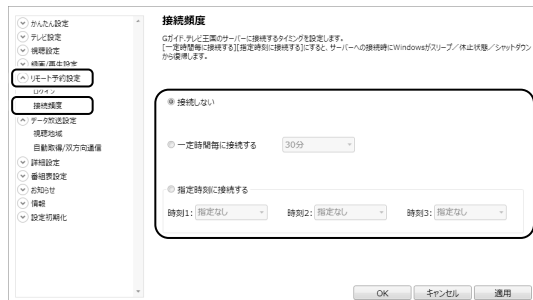 かんたん設定
テレビ設定
視聴設定
録画/再生設定
リモート予約設定
ログイン
接続頻度
データ放送設定
視聴地域
自動取得/双方向通信
詳細設定
番組表設定
お知らせ
情報
設定初期化
接続頻度
Gガイド.テレビ王国のサーバーに接続するタイミングを設定します。
[一定時間毎に接続する][指定時刻に接続する]にすると、サーバーへの接続時にWindowsがスリープ／休止状態／シャットダウン
から復帰します。
接続しない
一定時間毎に接続する 30分
指定時刻に接続する
時刻1: 指定なし 時刻2: 指定なし 時刻3: 指定なし
OK キャンセル 適用